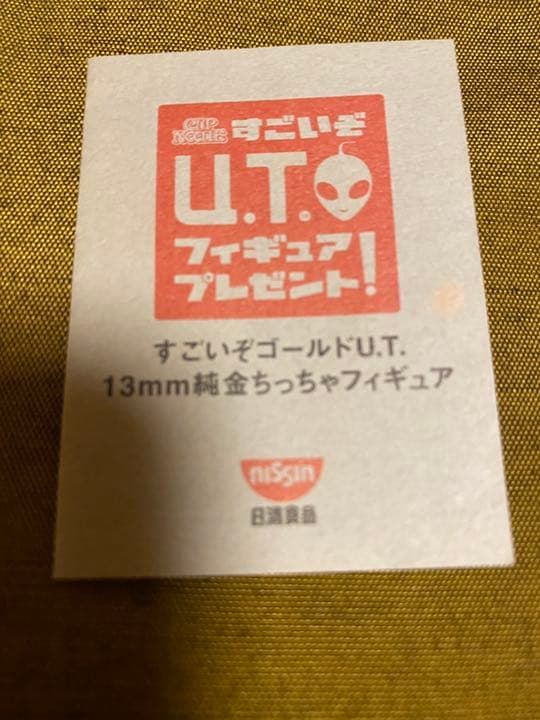 CUP NOODLE すごいぞ
U.T.
フィギュア
プレゼント!
すごいぞゴールドU.T.
13mm純金ちっちゃフィギュア
nissin
日清食品